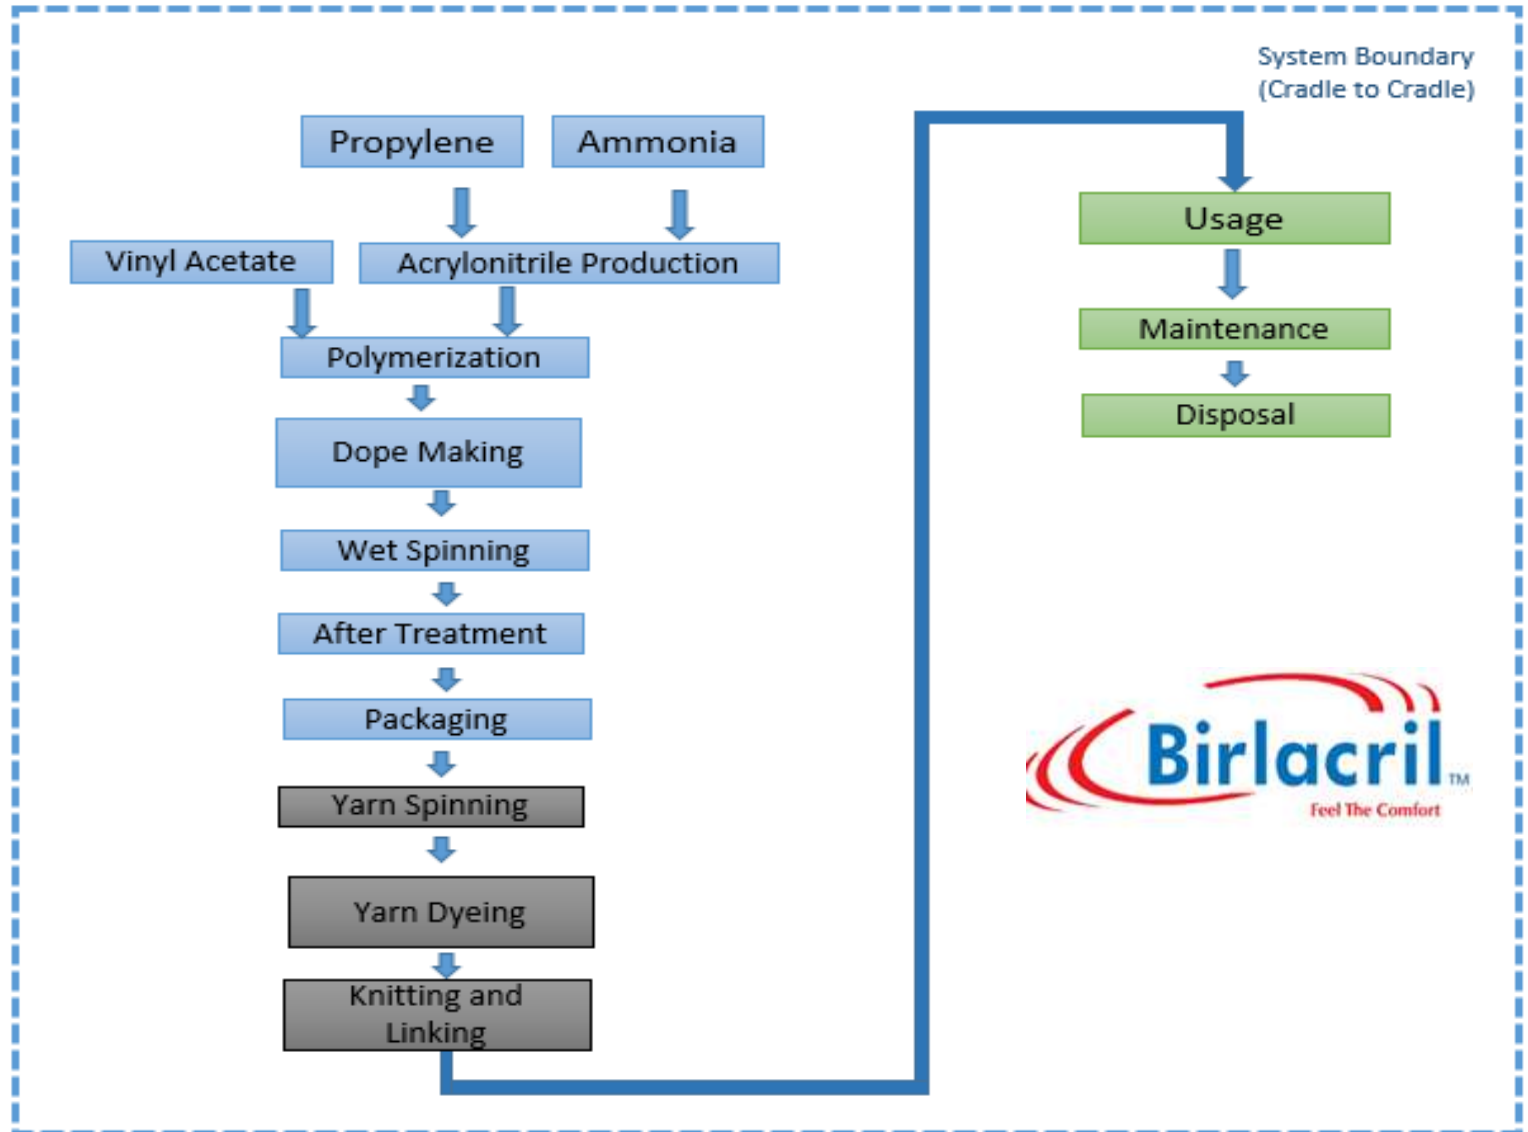 System Boundary
(Cradle to Cradle)
Propylene
Ammonia
Vinyl Acetate
Acrylonitrile Production
Polymerization
Dope Making
Wet Spinning
After Treatment
Packaging
Yarn Spinning
Yarn Dyeing
Knitting and
Linking
Usage
Maintenance
Disposal
Birlacril TM
Feel The Comfort